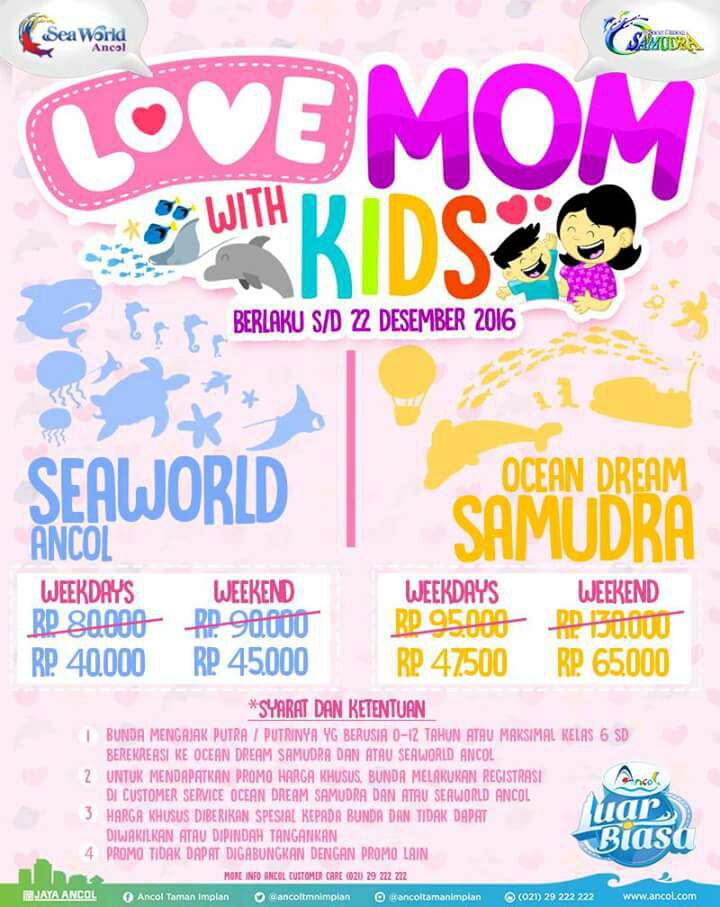 Sea World
Ancol
Ocean Dream
SAMUDRA
LOVE MOM
WITH KIDS
BERLAKU S/D 22 DESEMBER 2016
SEAWORLD
ANCOL
OCEAN DREAM
SAMUDRA
WEEKDAYS WEEKEND
RP. 80.000 RP. 90.000
RP. 40.000 RP. 45.000
WEEKDAYS WEEKEND
RP. 95.000 RP. 130.000
RP. 47.500 RP. 65.000
*SYARAT DAN KETENTUAN
1 BUNDA MENGAJAK PUTRA / PUTRINYA YG BERUSIA 0-12 TAHUN ATAU MAKSIMAL KELAS 6 SD
BEREKREASI KE OCEAN DREAM SAMUDRA DAN ATAU SEAWORLD ANCOL
2 UNTUK MENDAPATKAN PROMO HARGA KHUSUS, BUNDA MELAKUKAN REGISTRASI
DI CUSTOMER SERVICE OCEAN DREAM SAMUDRA DAN ATAU SEAWORLD ANCOL
3 HARGA KHUSUS DIBERIKAN SPESIAL KEPADA BUNDA DAN TIDAK DAPAT
DIWAKILKAN ATAU DIPINDAH TANGANKAN
4 PROMO TIDAK DAPAT DIGABUNGKAN DENGAN PROMO LAIN
MORE INFO ANCOL CUSTOMER CARE (021) 29 222 222
Ancol
Luar
Biasa
JAYA ANCOL Ancol Taman Impian @ancoltmnimpian @ancoltamanimpian (021) 29 222 222 www.ancol.com